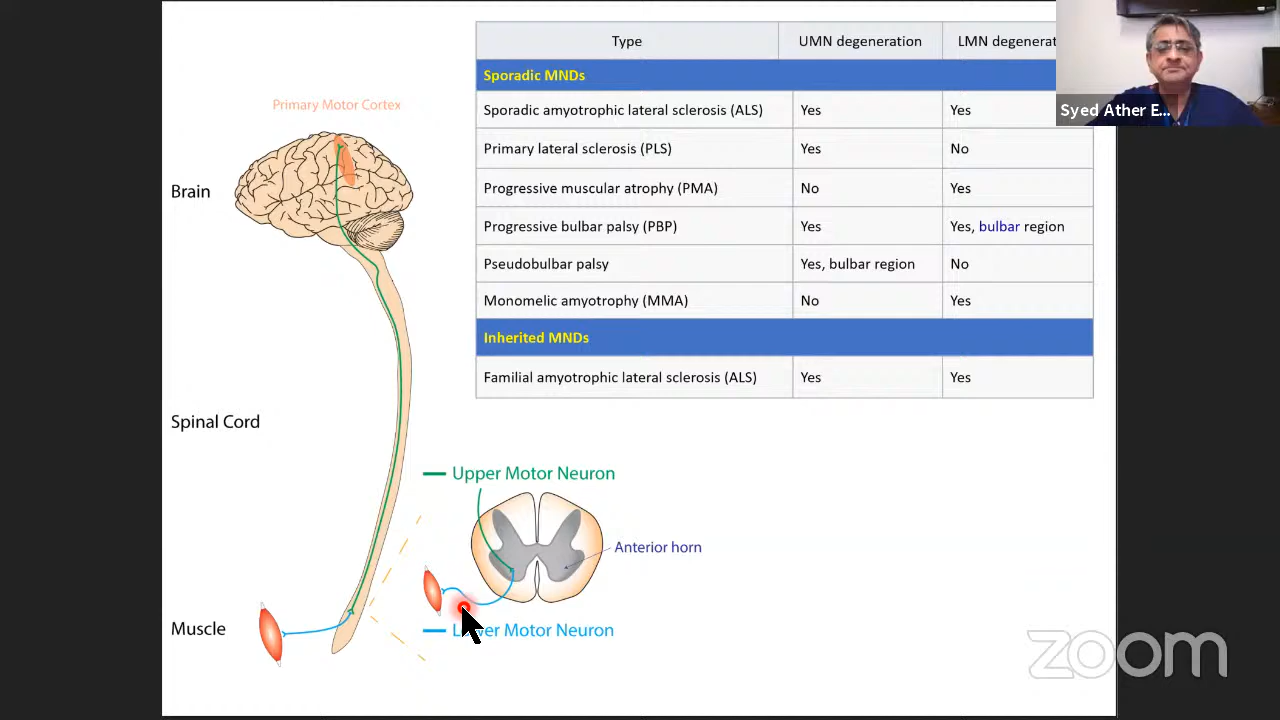 Type UMN degeneration LMN degenerat
Sporadic MNDs
Sporadic amyotrophic lateral sclerosis (ALS) Yes Yes
Primary lateral sclerosis (PLS) Yes No
Progressive muscular atrophy (PMA) No Yes
Progressive bulbar palsy (PBP) Yes Yes, bulbar region
Pseudobulbar palsy Yes, bulbar region No
Monomelic amyotrophy (MMA) No Yes
Inherited MNDs
Familial amyotrophic lateral sclerosis (ALS) Yes Yes
Syed Ather E...
Primary Motor Cortex
Brain
Spinal Cord
Upper Motor Neuron
Anterior horn
Muscle
Motor Neuron
zoom